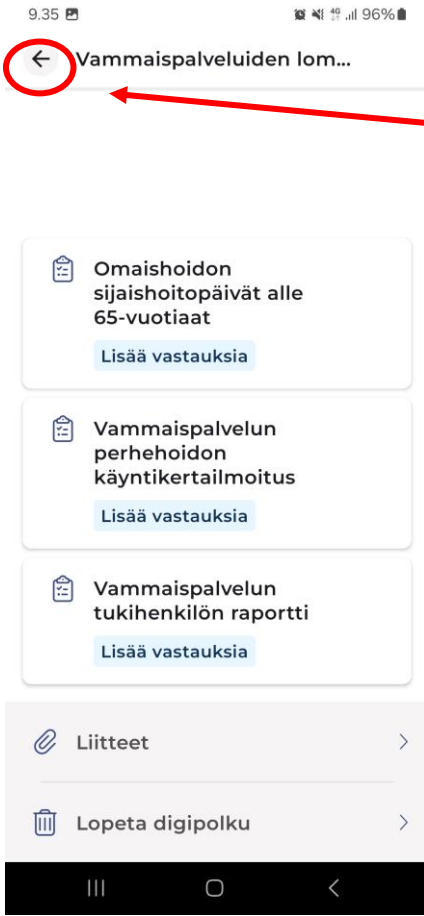 9.35 4G 96%
Vammaispalveluiden lom...
Omaishoidon
sijaishoitopäivät alle
65-vuotiaat
Lisää vastauksia
Vammaispalvelun
perhehoidon
käyntikertailmoitus
Lisää vastauksia
Vammaispalvelun
tukihenkilön raportti
Lisää vastauksia
Liitteet
Lopeta digipolku